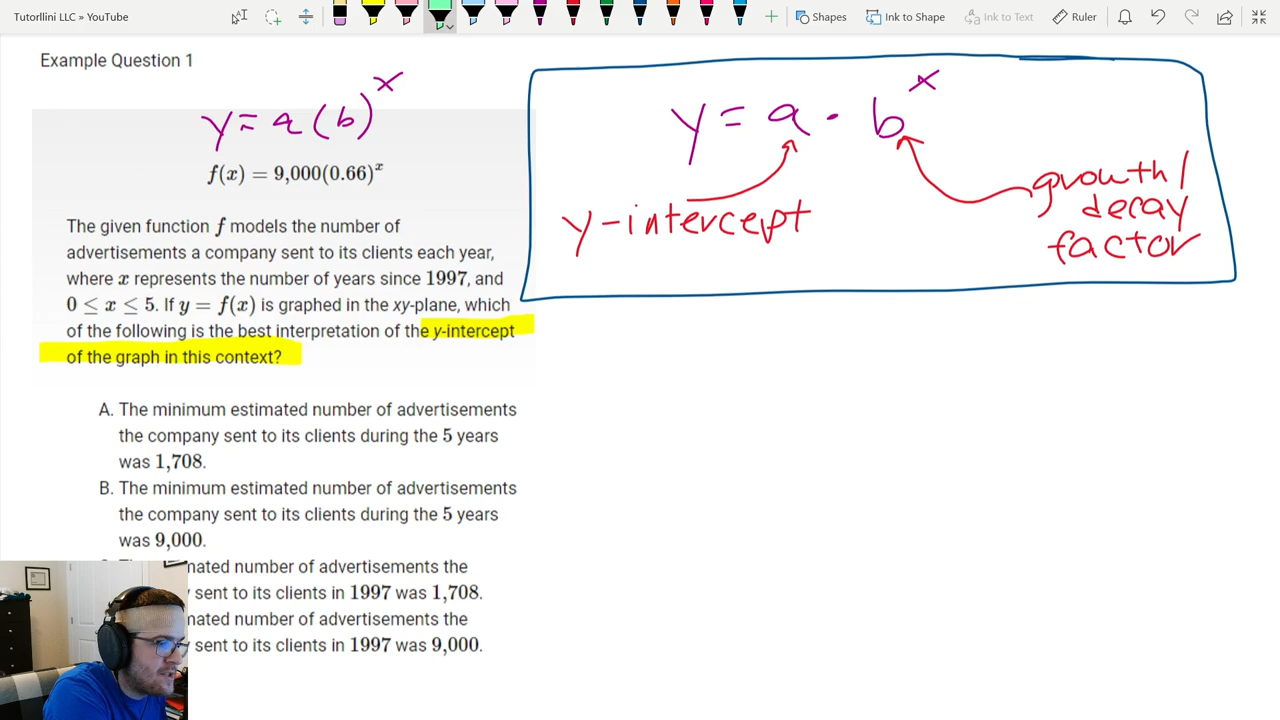 Tutorllini LLC » YouTube
Shapes
Ink to Shape
Ink to Text
Ruler
Example Question 1
y = a (b)^x
f(x) = 9,000(0.66)^x
The given function f models the number of
advertisements a company sent to its clients each year,
where x represents the number of years since 1997, and
0 ≤ x ≤ 5. If y = f(x) is graphed in the xy-plane, which
of the following is the best interpretation of the y-intercept
of the graph in this context?
A. The minimum estimated number of advertisements
the company sent to its clients during the 5 years
was 1,708.
B. The minimum estimated number of advertisements
the company sent to its clients during the 5 years
was 9,000.
number of advertisements the
sent to its clients in 1997 was 1,708.
number of advertisements the
sent to its clients in 1997 was 9,000.
y = a · b^x
y-intercept
growth/
decay
factor